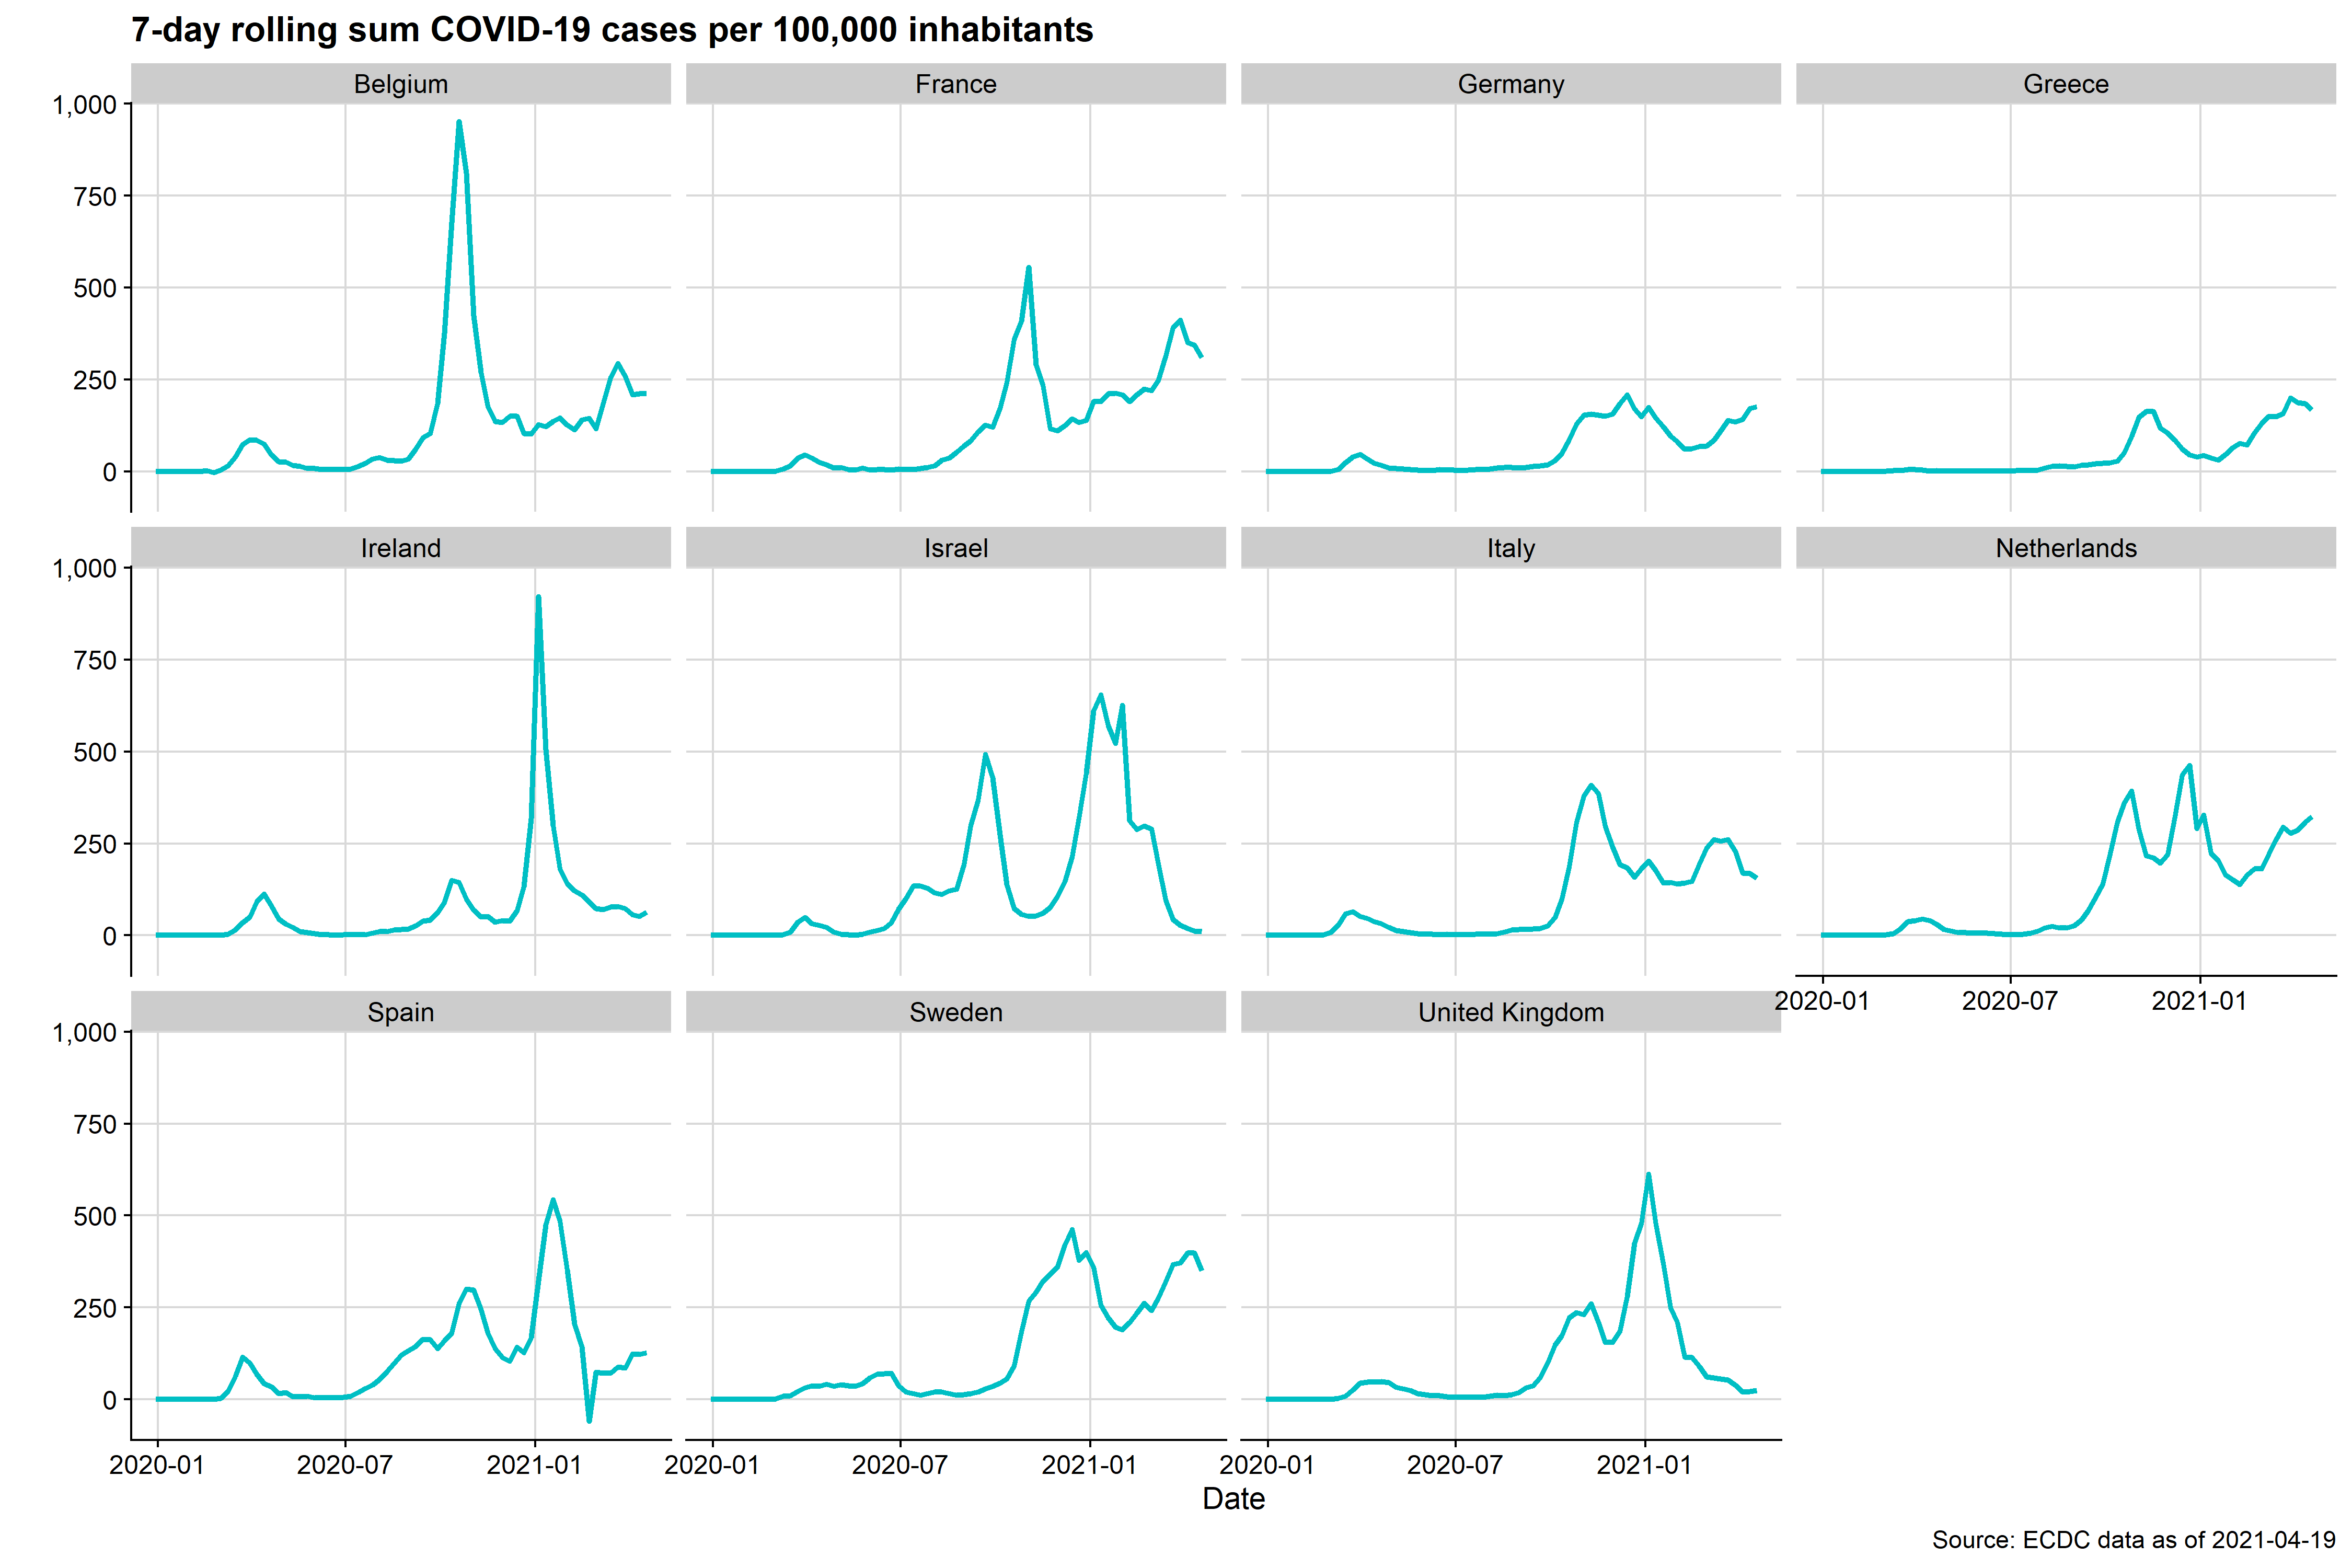 7-day rolling sum COVID-19 cases per 100,000 inhabitants
Belgium France Germany Greece
1,000
750
500
250
0
Ireland Israel Italy Netherlands
1,000
750
500
250
0
2020-01 2020-07 2021-01
Spain Sweden United Kingdom
1,000
750
500
250
0
2020-01 2020-07 2021-01 2020-01 2020-07 2021-01 2020-01 2020-07 2021-01
Date
Source: ECDC data as of 2021-04-19